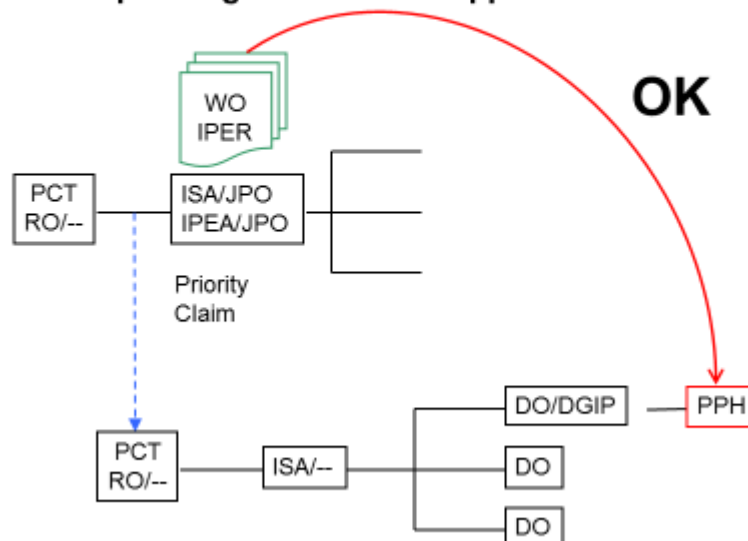 WO
IPER
OK
PCT
RO/--
ISA/JPO
IPEA/JPO
Priority
Claim
DO/DGIP
PPH
PCT
RO/--
ISA/--
DO
DO